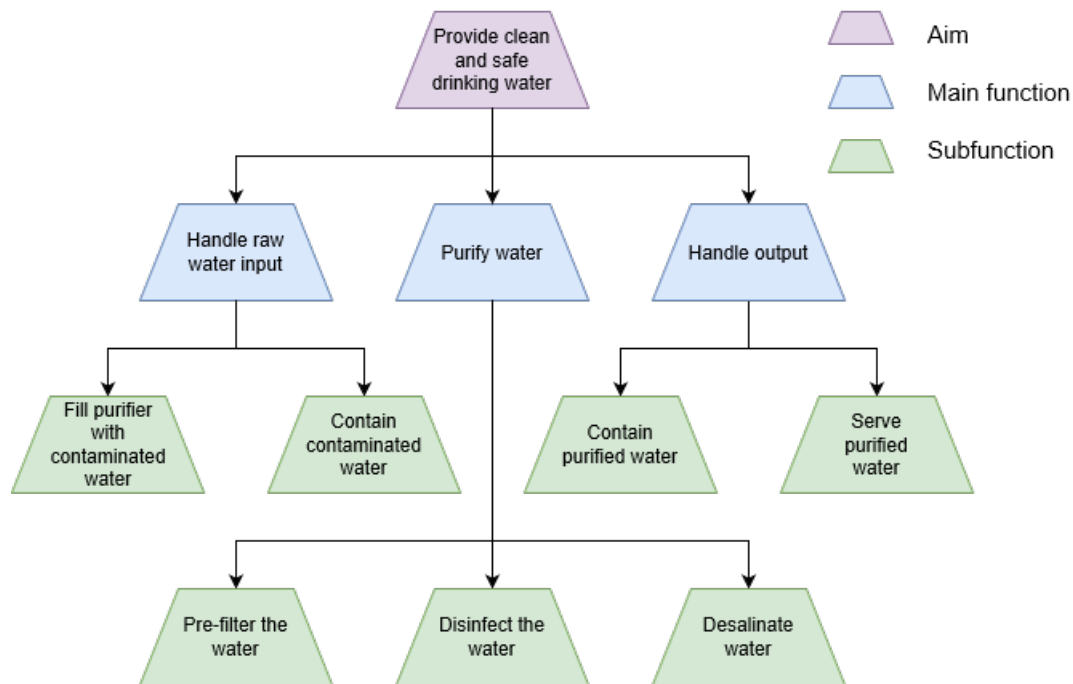 Provide clean
and safe
drinking water
Aim
Main function
Subfunction
Handle raw
water input
Purify water
Handle output
Fill purifier
with
contaminated
water
Contain
contaminated
water
Contain
purified water
Serve
purified
water
Pre-filter the
water
Disinfect the
water
Desalinate
water